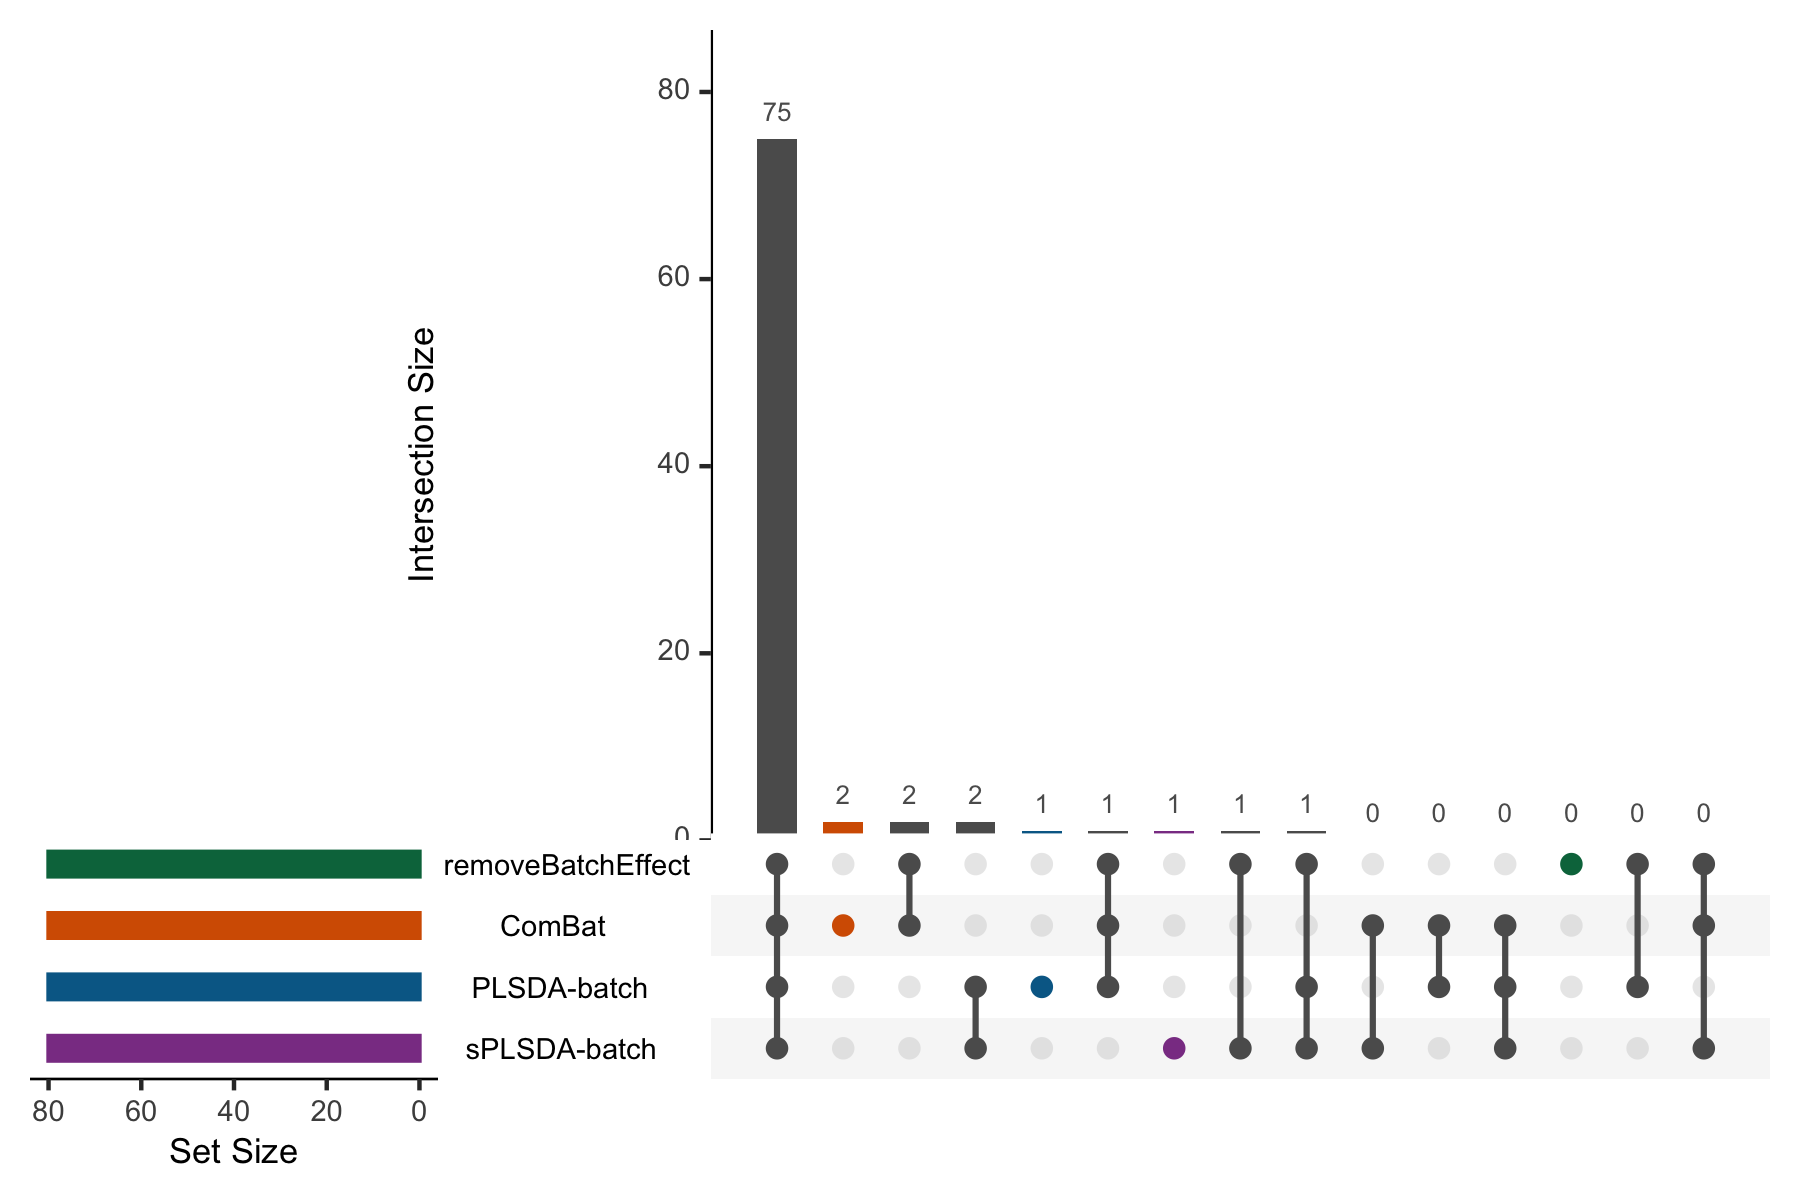 80
75
60
Intersection Size
40
20
2 2 2 1 1 1 1 1 0 0 0 0 0 0
0
removeBatchEffect
ComBat
PLSDA-batch
sPLSDA-batch
80 60 40 20 0
Set Size